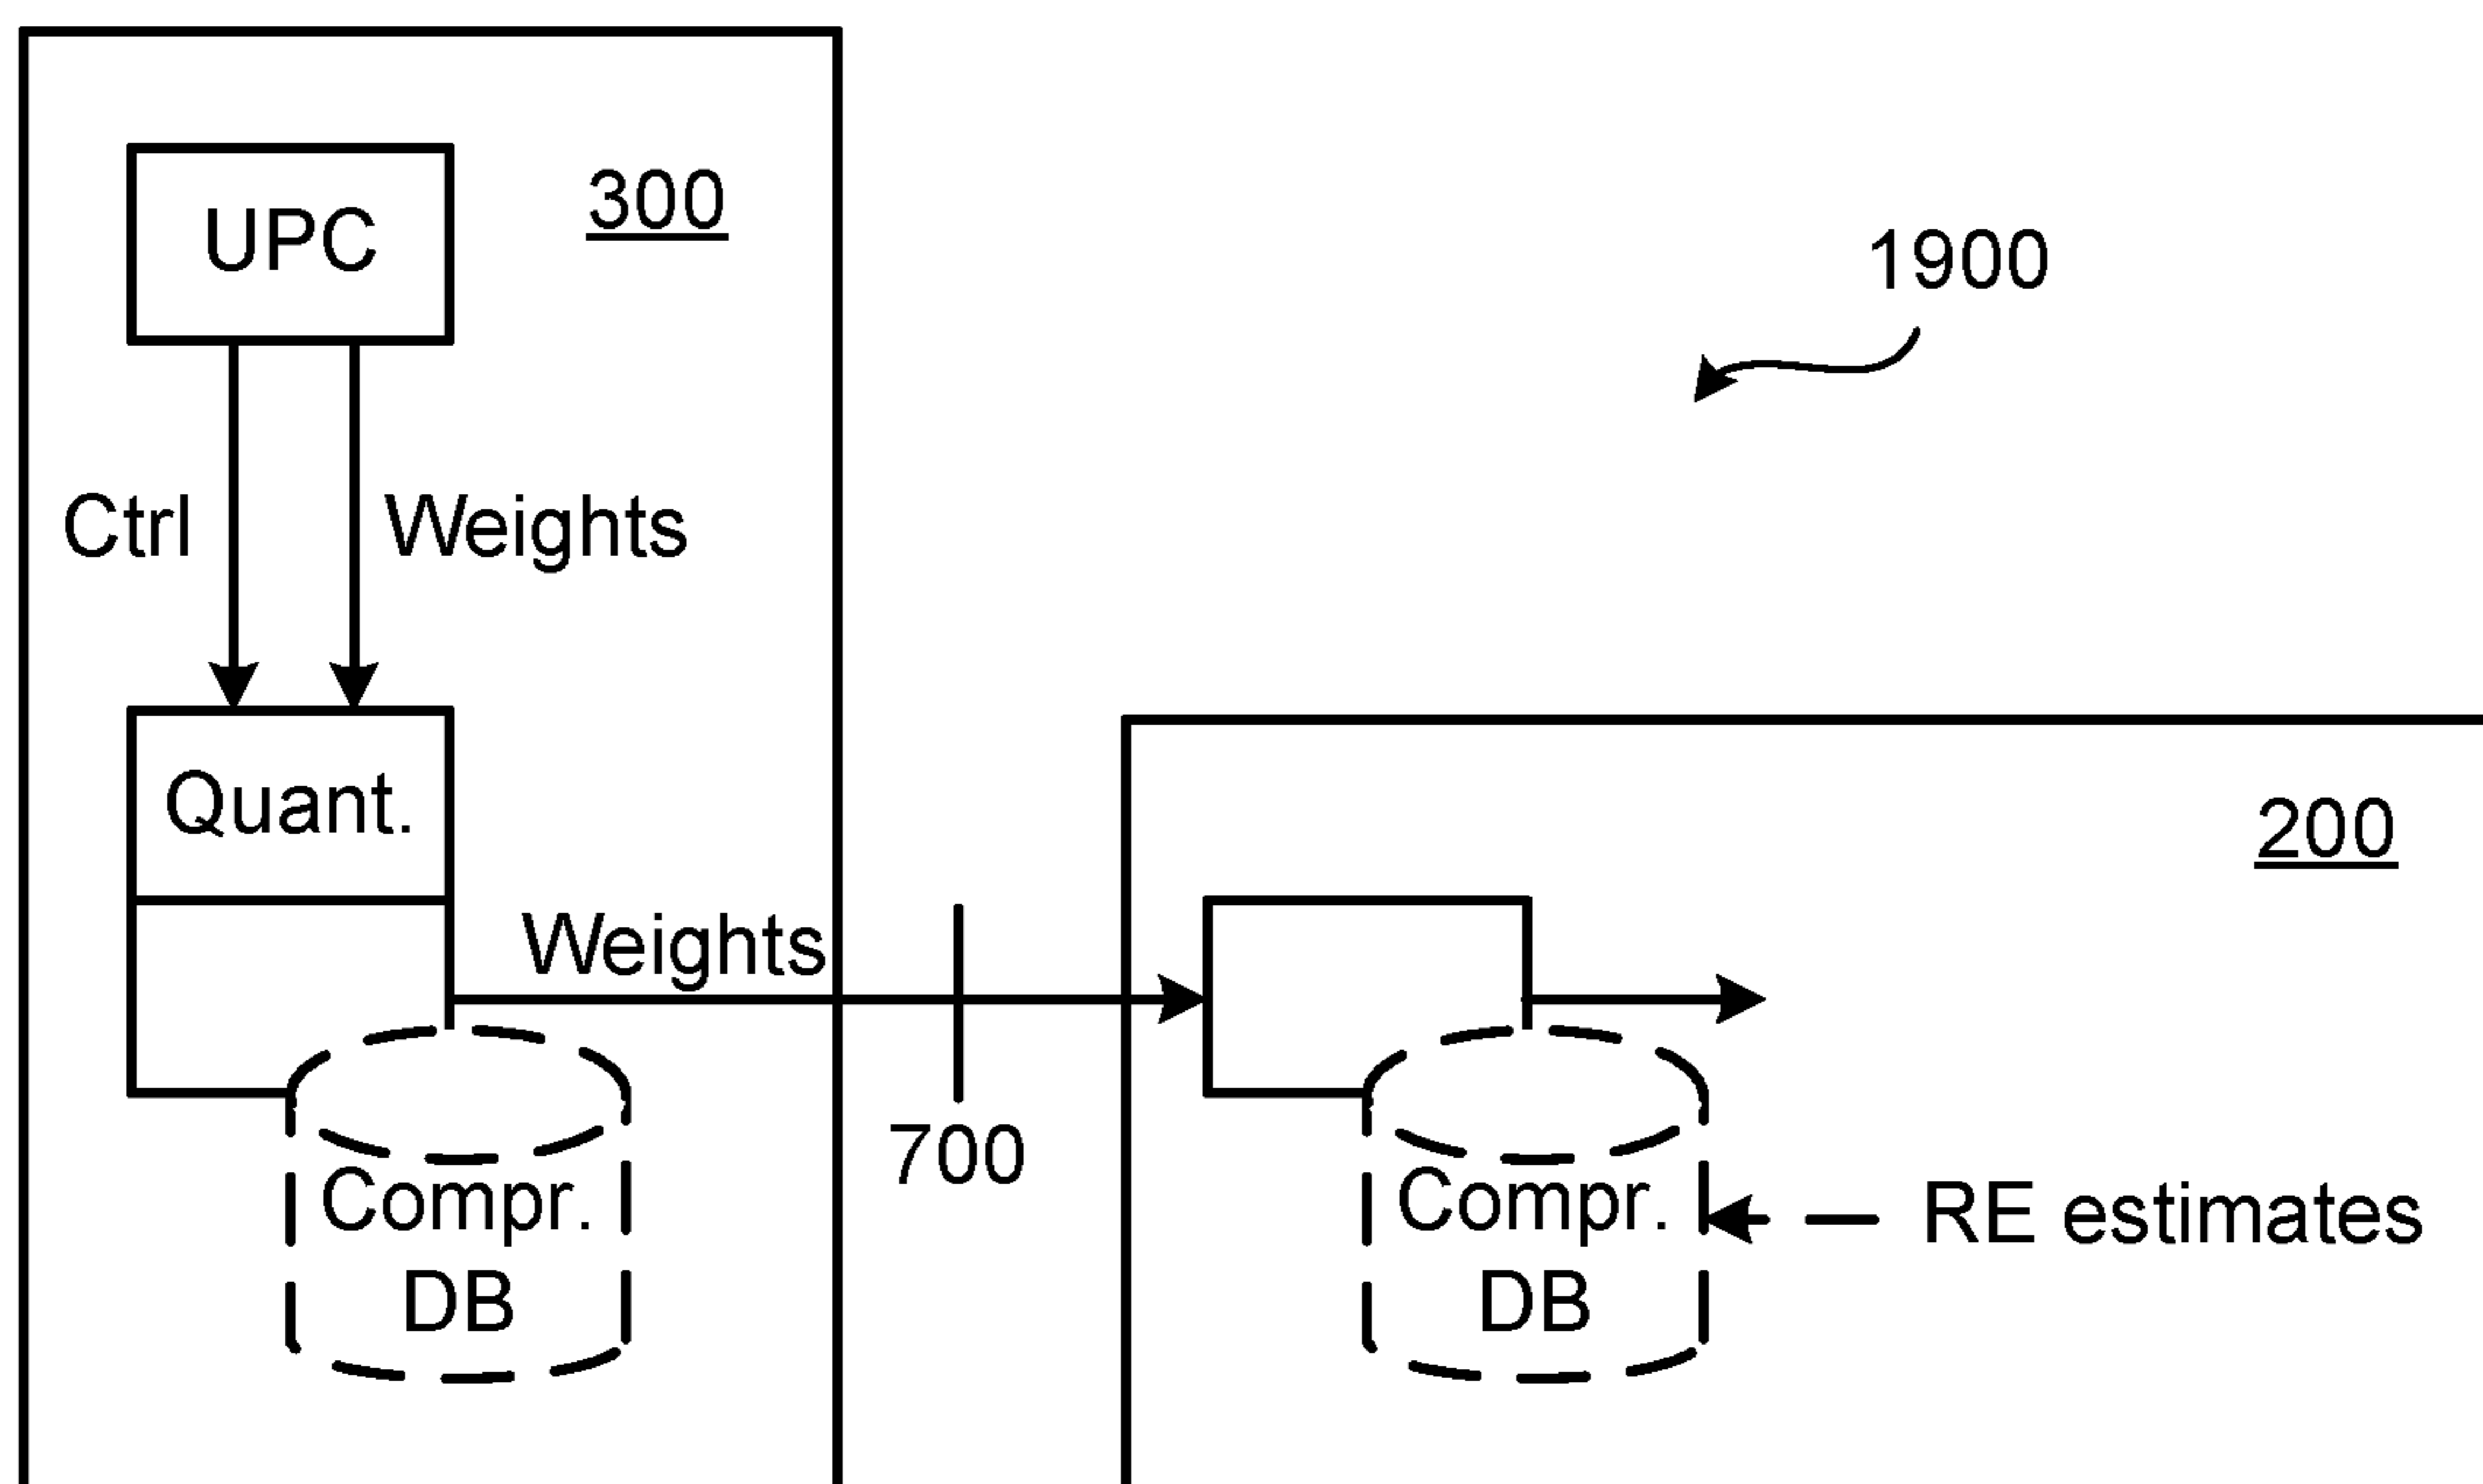 UPC
300
1900
Ctrl
Weights
Quant.
200
Weights
700
Compr.
DB
Compr.
DB
RE estimates